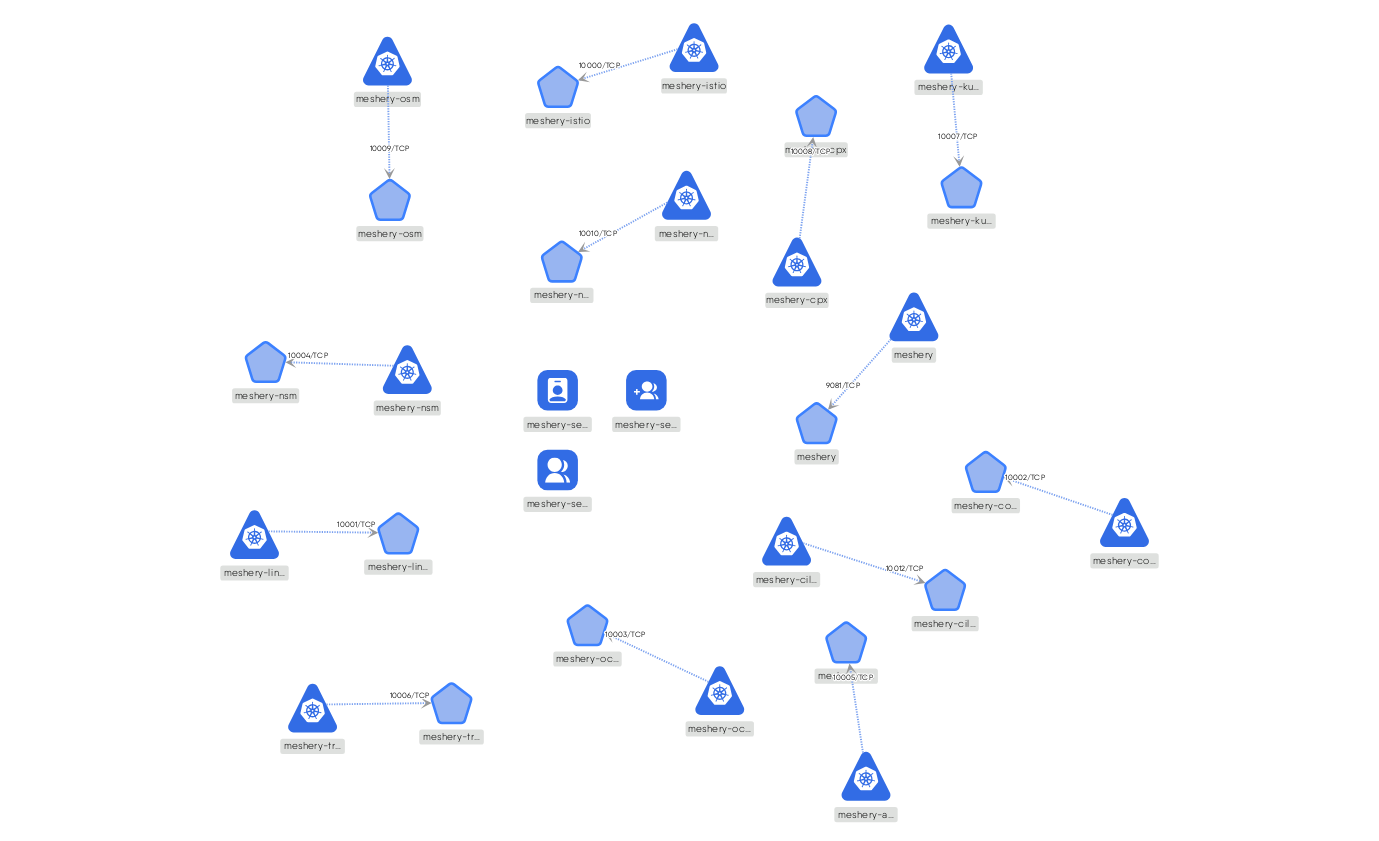 meshery-osm
10009/TCP
meshery-osm
10000/TCP
meshery-istio
meshery-istio
meshery-ku...
10007/TCP
meshery-ku...
10008/TCP
meshery-cpx
10010/TCP
meshery-n...
meshery-n...
meshery
9081/TCP
meshery
10004/TCP
meshery-nsm
meshery-nsm
meshery-se...
meshery-se...
meshery-se...
10002/TCP
meshery-co...
meshery-co...
10001/TCP
meshery-lin...
meshery-lin...
meshery-cil...
10012/TCP
meshery-cil...
10003/TCP
meshery-oc...
meshery-oc...
10005/TCP
meshery-a...
10006/TCP
meshery-tr...
meshery-tr...